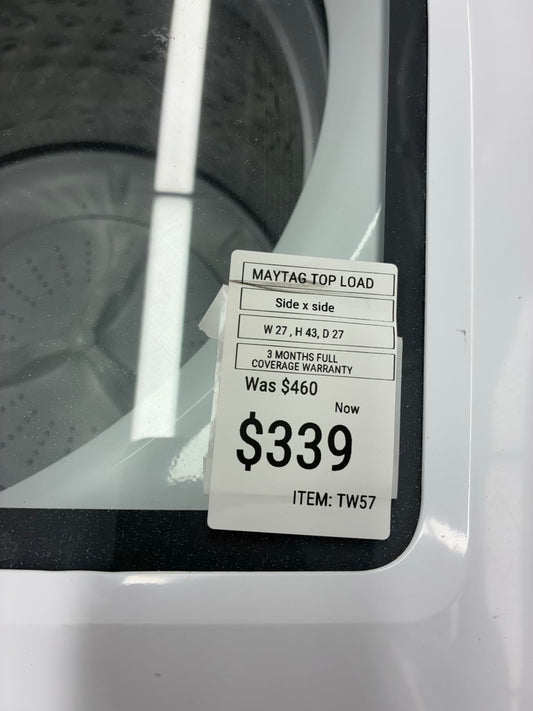 MAYTAG TOP LOAD
Side x side
W 27 , H 43, D 27
3 MONTHS FULL
COVERAGE WARRANTY
Was $460
Now
$339
ITEM: TW57